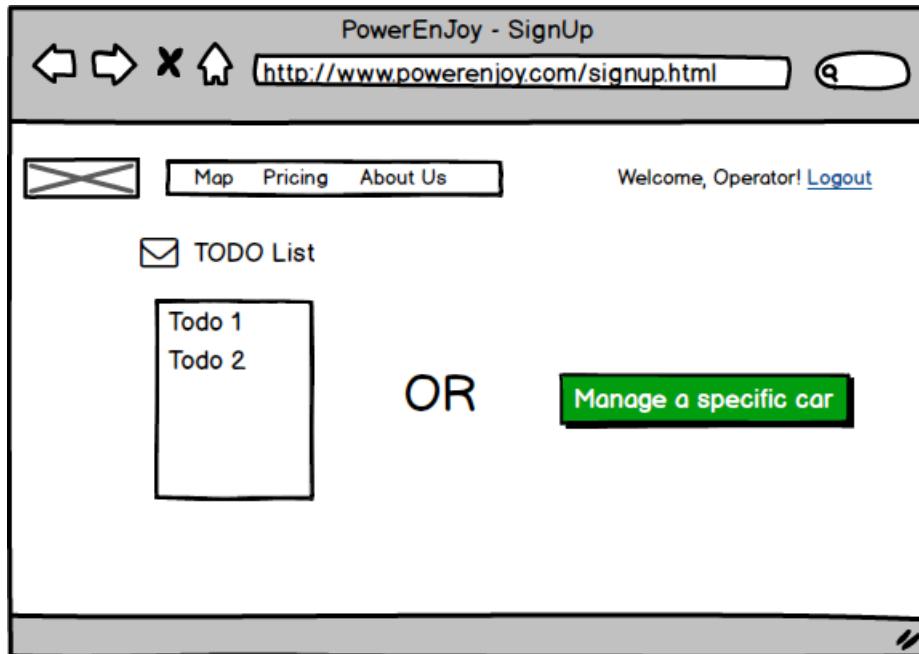 PowerEnJoy - SignUp
http://www.powerenjoy.com/signup.html
Map Pricing About Us
Welcome, Operator! Logout
TODO List
Todo 1
Todo 2
OR
Manage a specific car